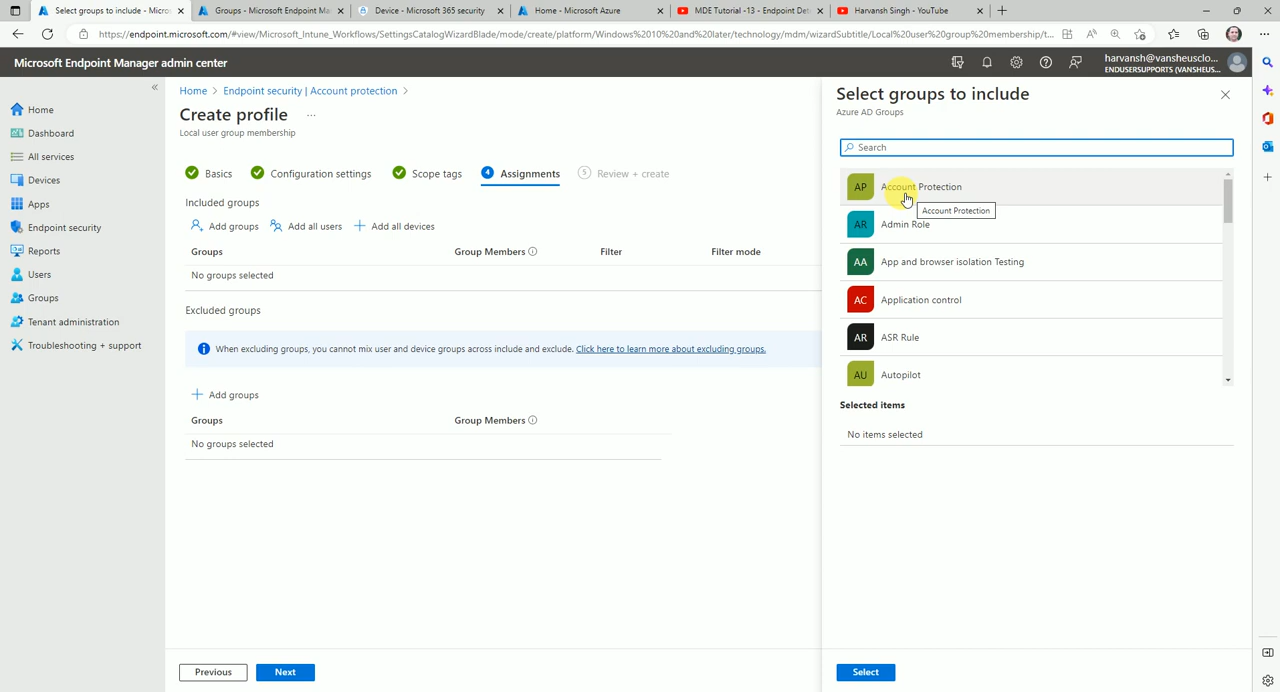 Select groups to include - Micro
Groups - Microsoft Endpoint Ma
Device - Microsoft 365 security
Home - Microsoft Azure
MDE Tutorial -13 - Endpoint Det
Harvansh Singh - YouTube
https://endpoint.microsoft.com/#view/Microsoft_Intune_Workflows/SettingsCatalogWizardBlade/mode/create/platform/Windows%2010%20and%20later/technology/mdm/wizardSubtitle/Local%20user%20group%20membership/t...
Microsoft Endpoint Manager admin center
harvansh@vansheusclo...
ENDUSERSUPPORTS (VANSHEUS...
Home
Dashboard
All services
Devices
Apps
Endpoint security
Reports
Users
Groups
Tenant administration
Troubleshooting + support
Home > Endpoint security | Account protection >
Create profile ...
Local user group membership
Basics
Configuration settings
Scope tags
4 Assignments
5 Review + create
Included groups
Add groups
Add all users
Add all devices
Groups
Group Members
Filter
Filter mode
No groups selected
Excluded groups
When excluding groups, you cannot mix user and device groups across include and exclude. Click here to learn more about excluding groups.
Add groups
Groups
Group Members
No groups selected
Previous
Next
Select groups to include
Azure AD Groups
Search
AP Account Protection
Account Protection
AR Admin Role
AA App and browser isolation Testing
AC Application control
AR ASR Rule
AU Autopilot
Selected items
No items selected
Select